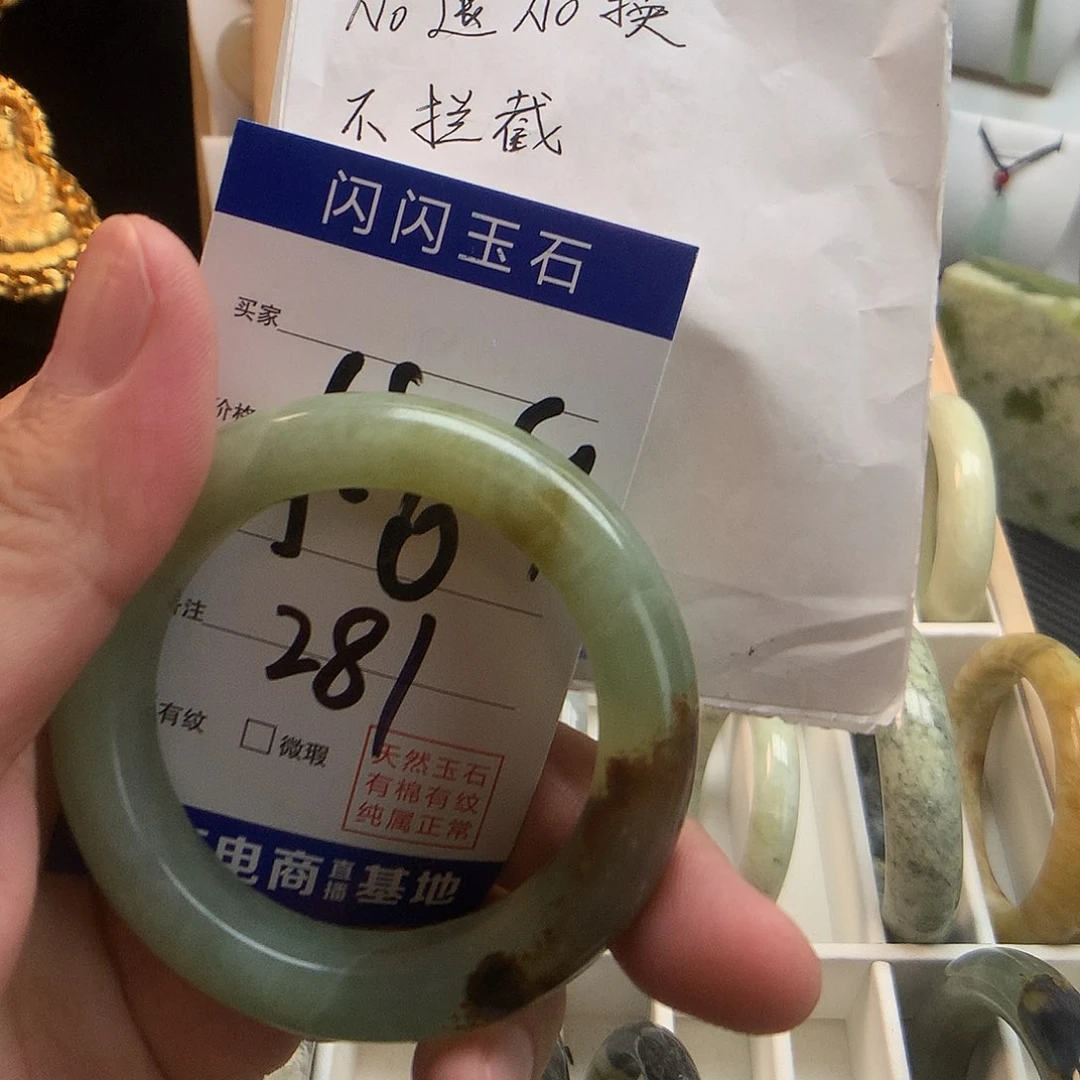 No退No换
不拦截
闪闪玉石
买家
价格
281
备注
有纹 微瑕
天然玉石
有棉有纹
纯属正常
电商直播基地